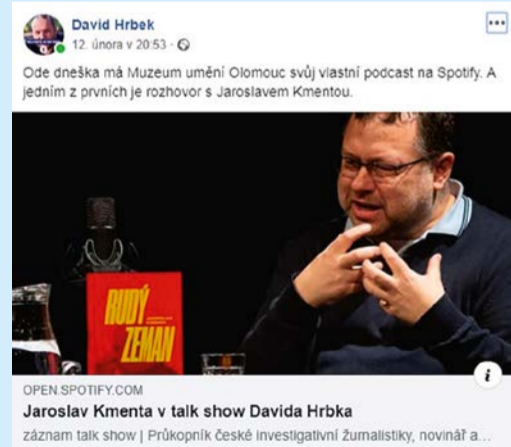 David Hrbek
12. února v 20:53 ·
Ode dneška má Muzeum umění Olomouc svůj vlastní podcast na Spotify. A
jedním z prvních je rozhovor s Jaroslavem Kmentou.
RUDÝ
ZEMAN
i
OPEN.SPOTIFY.COM
Jaroslav Kmenta v talk show Davida Hrbka
záznam talk show | Průkopník české investigativní žurnalistiky, novinář a...